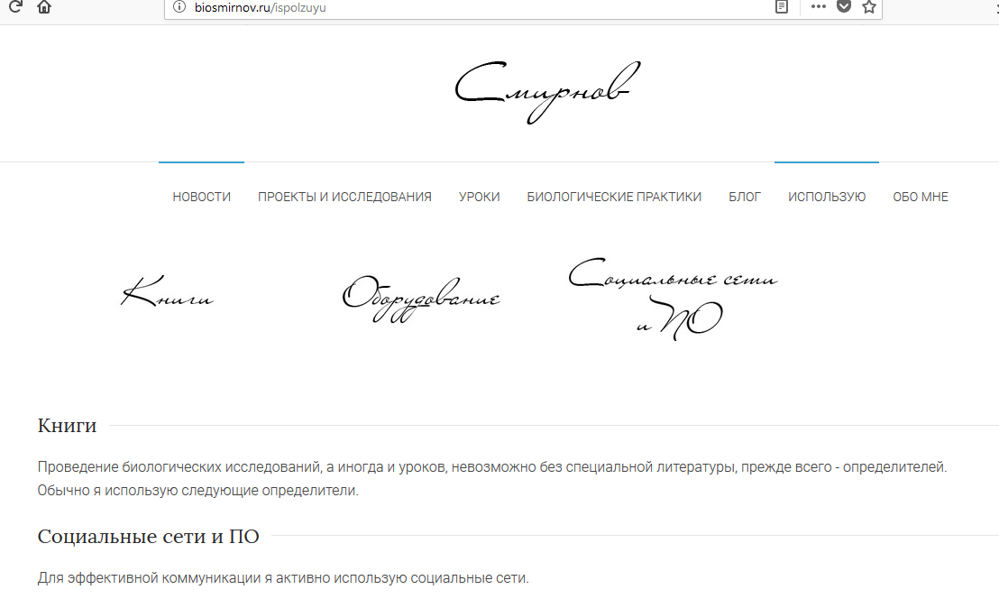 biosmirnov.ru/ispolzuyu
Смирнов
НОВОСТИ ПРОЕКТЫ И ИССЛЕДОВАНИЯ УРОКИ БИОЛОГИЧЕСКИЕ ПРАКТИКИ БЛОГ ИСПОЛЬЗУЮ ОБО МНЕ
Книги
Оборудование
Социальные сети
и ПО
Книги
Проведение биологических исследований, а иногда и уроков, невозможно без специальной литературы, прежде всего - определителей.
Обычно я использую следующие определители.
Социальные сети и ПО
Для эффективной коммуникации я активно использую социальные сети.